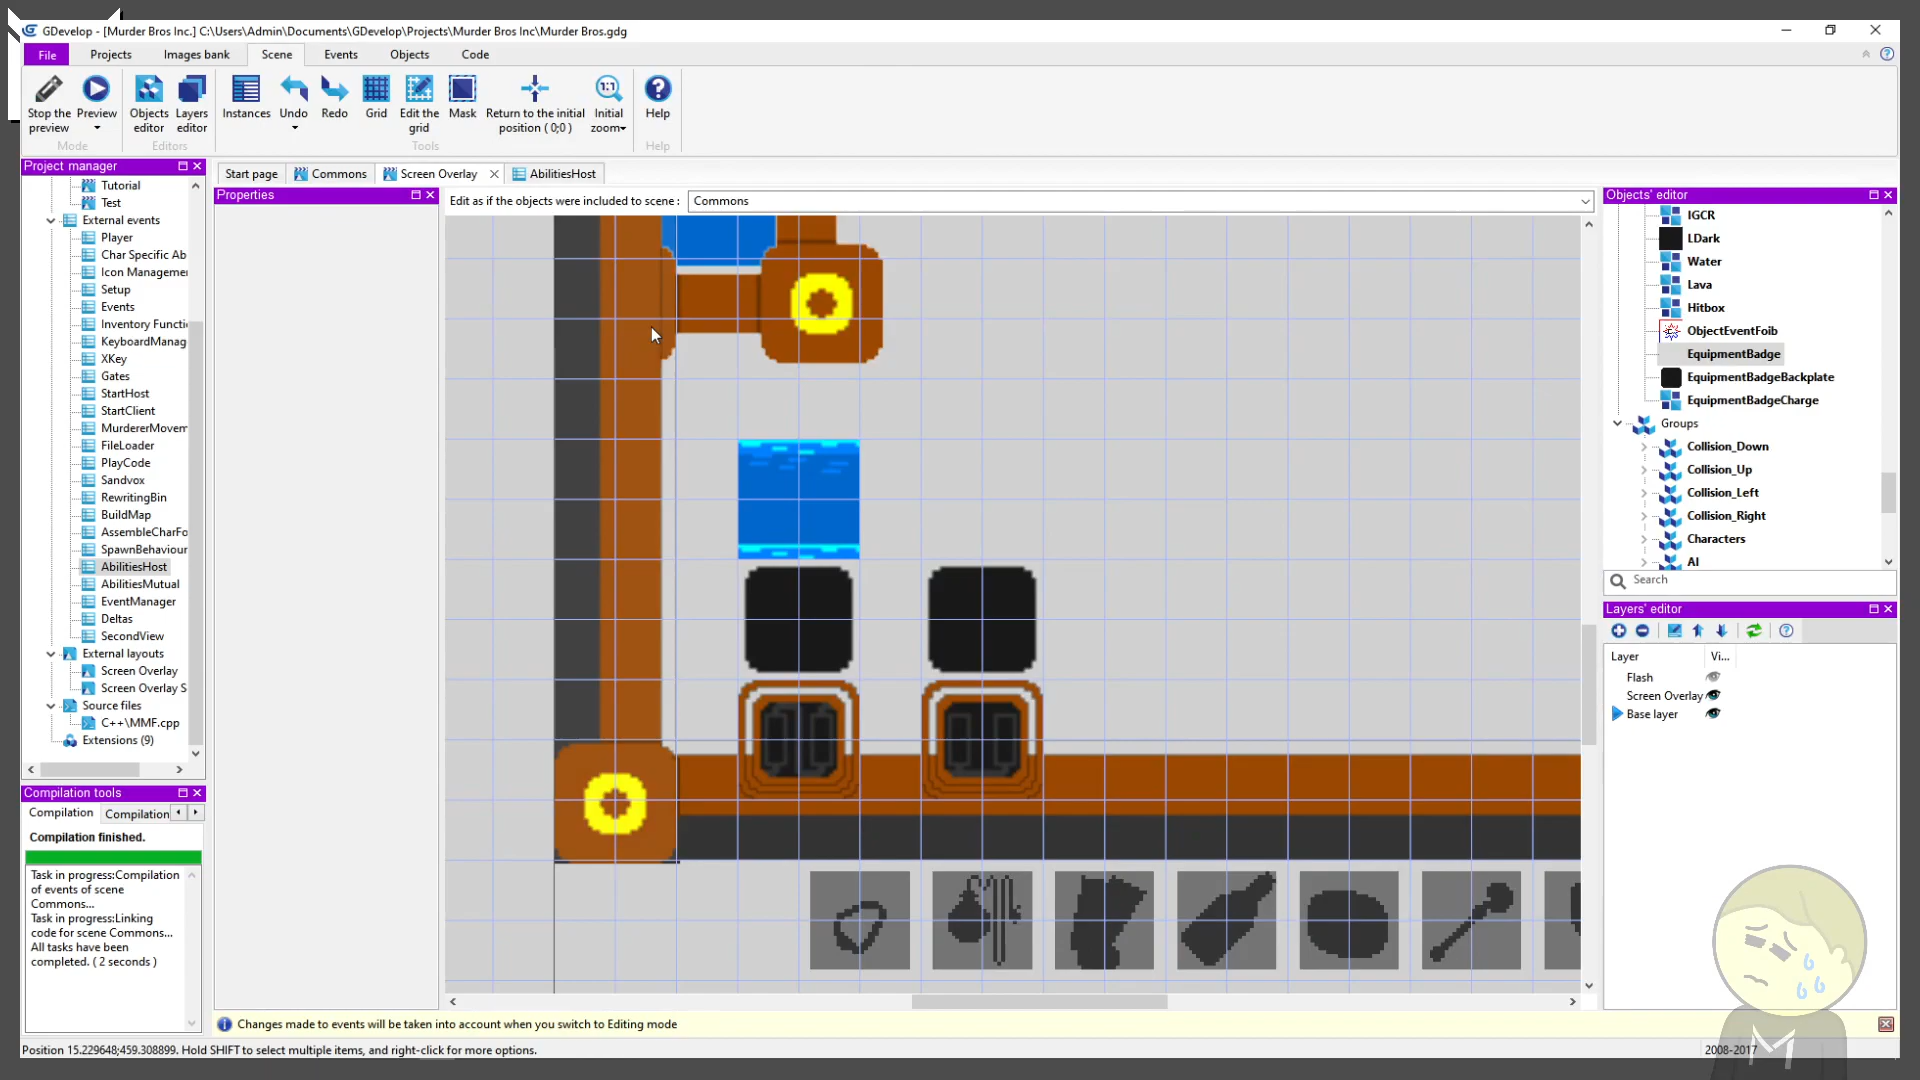 GDevelop - [Murder Bros Inc.] C:\Users\Admin\Documents\GDevelop\Projects\Murder Bros Inc\Murder Bros.gdg
File Projects Images bank Scene Events Objects Code
Stop the preview
Preview
Objects editor
Layers editor
Instances
Undo
Redo
Grid
Edit the grid
Mask
Return to the initial position ( 0;0 )
1:1
Initial zoom
Help
Mode
Editors
Tools
Help
Project manager
Tutorial
Test
External events
Player
Char Specific Ab
Icon Managemer
Setup
Events
Inventory Functi
KeyboardManag
XKey
Gates
StartHost
StartClient
MurdererMovem
FileLoader
PlayCode
Sandvox
RewritingBin
BuildMap
AssembleCharFo
SpawnBehaviour
AbilitiesHost
AbilitiesMutual
EventManager
Deltas
SecondView
External layouts
Screen Overlay
Screen Overlay S
Source files
C++\MMF.cpp
Extensions (9)
Compilation tools
Compilation Compilation
Compilation finished.
Task in progress:Compilation
of events of scene
Commons...
Task in progress:Linking
code for scene Commons...
All tasks have been
completed. ( 2 seconds )
Start page Commons Screen Overlay AbilitiesHost
Properties
Edit as if the objects were included to scene : Commons
Changes made to events will be taken into account when you switch to Editing mode
Objects' editor
IGCR
LDark
Water
Lava
Hitbox
ObjectEventFoib
EquipmentBadge
EquipmentBadgeBackplate
EquipmentBadgeCharge
Groups
Collision_Down
Collision_Up
Collision_Left
Collision_Right
Characters
AI
Search
Layers' editor
Layer Vi...
Flash
Screen Overlay
Base layer
Position 15.229648;459.308899. Hold SHIFT to select multiple items, and right-click for more options.
2008-2017